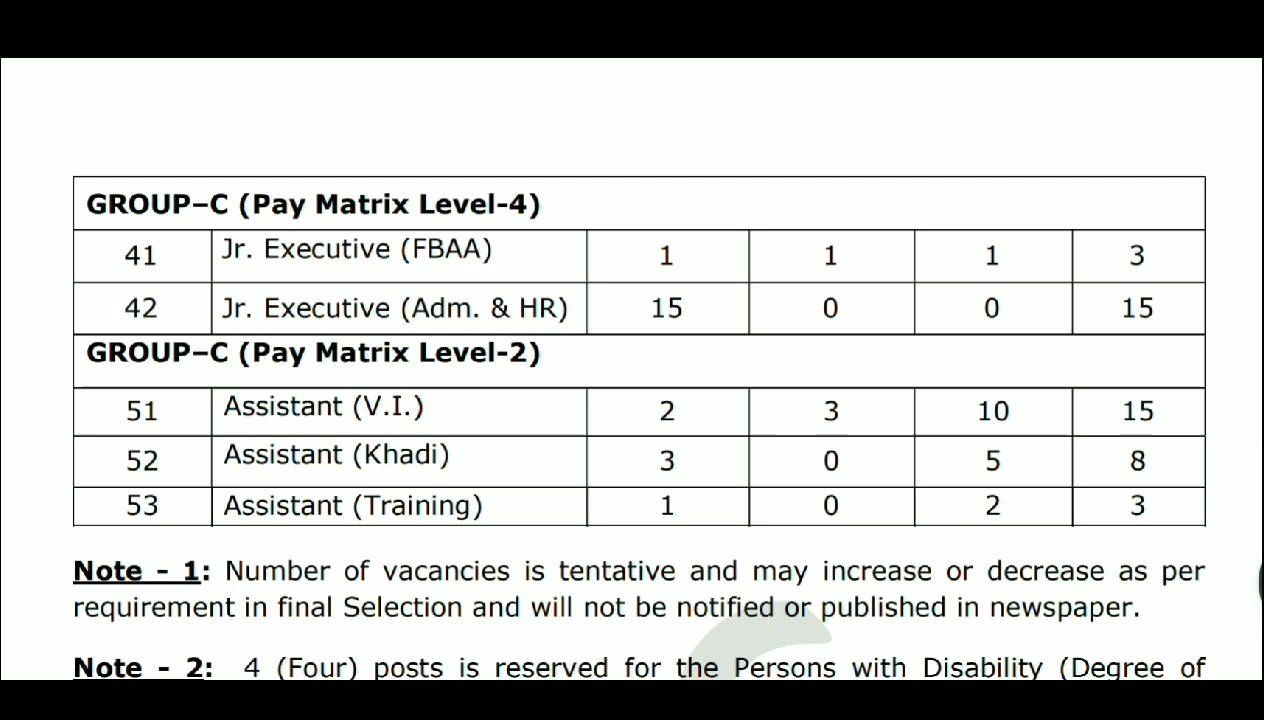 GROUP–C (Pay Matrix Level-4)
41 Jr. Executive (FBAA) 1 1 1 3
42 Jr. Executive (Adm. & HR) 15 0 0 15
GROUP–C (Pay Matrix Level-2)
51 Assistant (V.I.) 2 3 10 15
52 Assistant (Khadi) 3 0 5 8
53 Assistant (Training) 1 0 2 3
Note - 1: Number of vacancies is tentative and may increase or decrease as per
requirement in final Selection and will not be notified or published in newspaper.
Note - 2: 4 (Four) posts is reserved for the Persons with Disability (Degree of